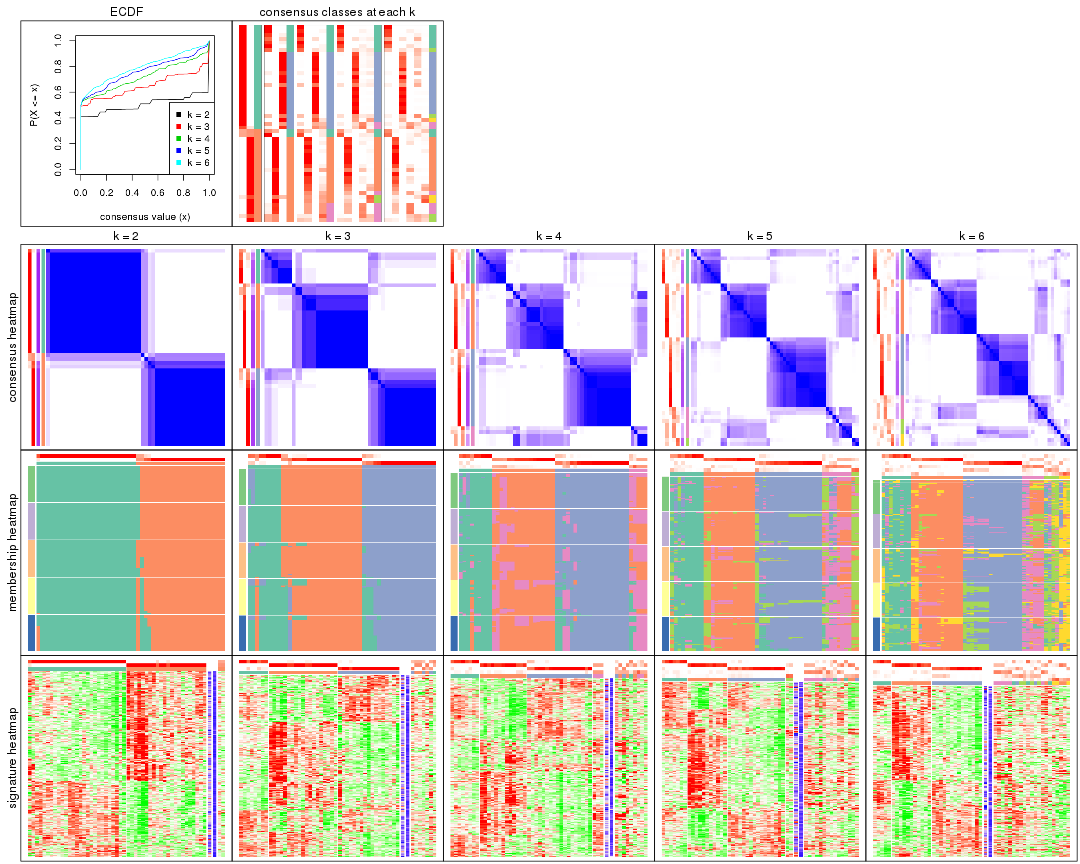 ECDF
consensus classes at each k
P(X <= x)
0.0 0.2 0.4 0.6 0.8 1.0
k = 2
k = 3
k = 4
k = 5
k = 6
0.0 0.2 0.4 0.6 0.8 1.0
consensus value (x)
k = 2
k = 3
k = 4
k = 5
k = 6
consensus heatmap
membership heatmap
signature heatmap